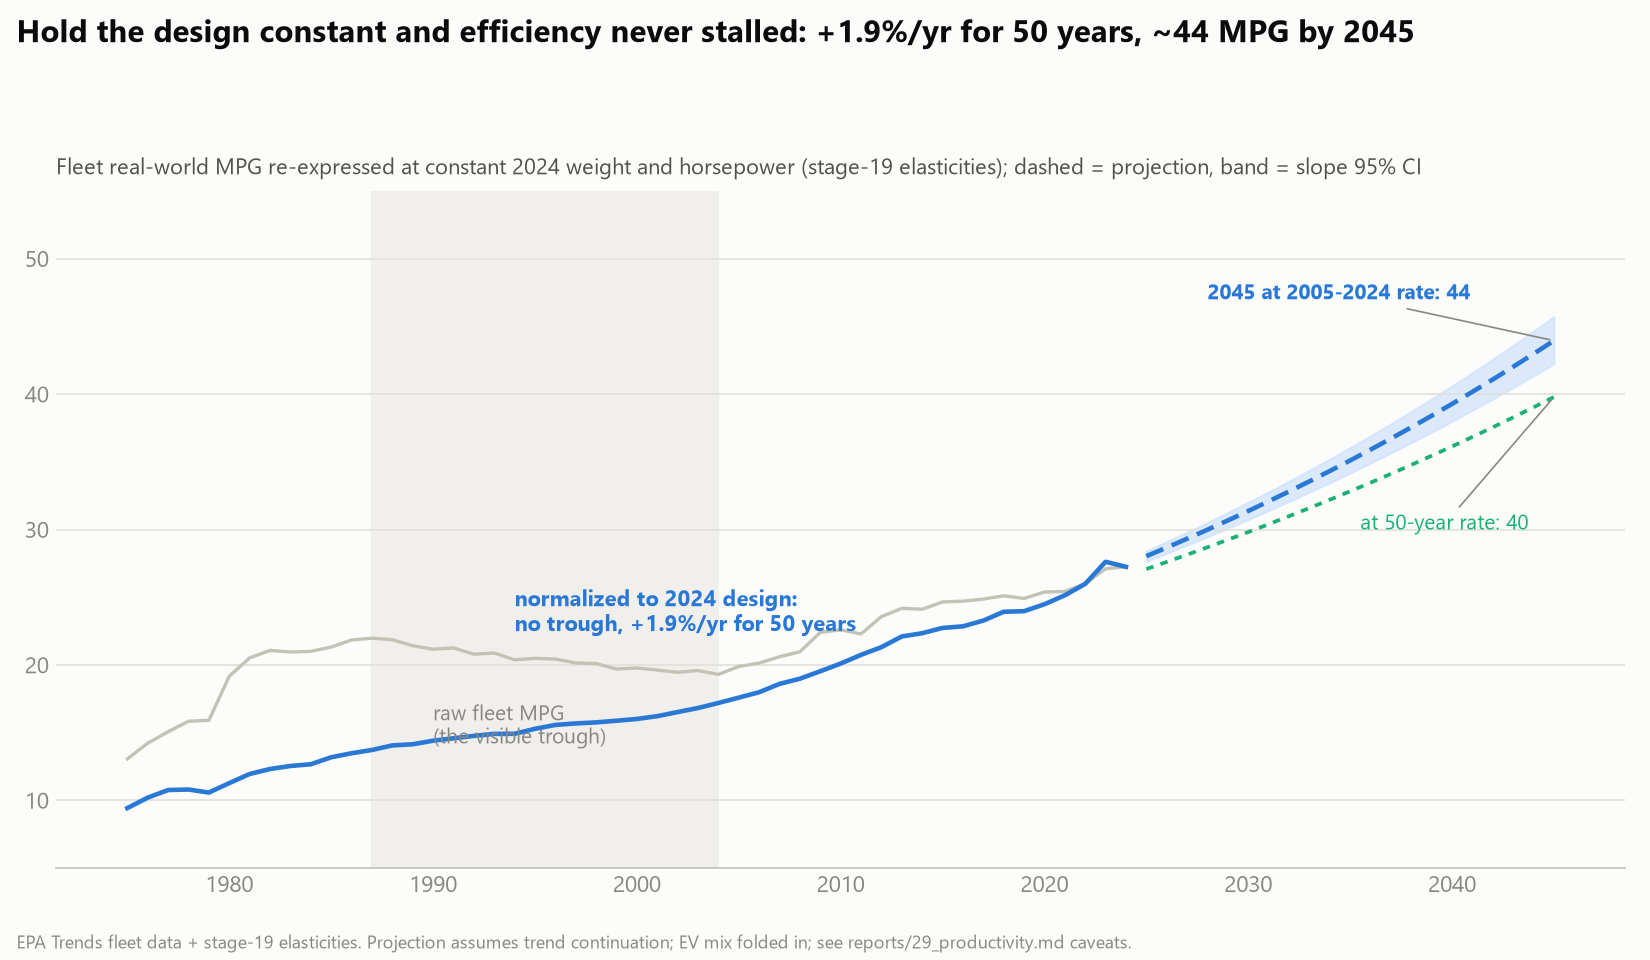 Hold the design constant and efficiency never stalled: +1.9%/yr for 50 years, ~44 MPG by 2045
Fleet real-world MPG re-expressed at constant 2024 weight and horsepower (stage-19 elasticities); dashed = projection, band = slope 95% CI
50
40
30
20
10
2045 at 2005-2024 rate: 44
at 50-year rate: 40
normalized to 2024 design:
no trough, +1.9%/yr for 50 years
raw fleet MPG
(the visible trough)
1980
1990
2000
2010
2020
2030
2040
EPA Trends fleet data + stage-19 elasticities. Projection assumes trend continuation; EV mix folded in; see reports/29_productivity.md caveats.